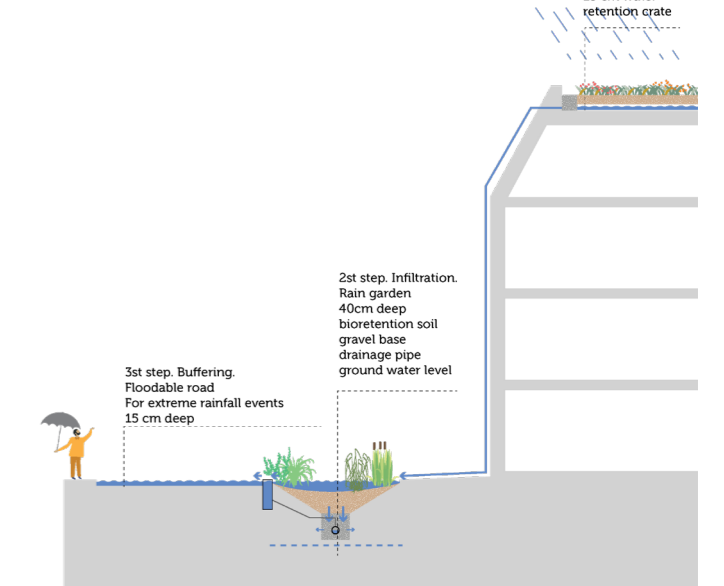 retention crate
2st step. Infiltration.
Rain garden
40cm deep
bioretention soil
gravel base
drainage pipe
ground water level
3st step. Buffering.
Floodable road
For extreme rainfall events
15 cm deep